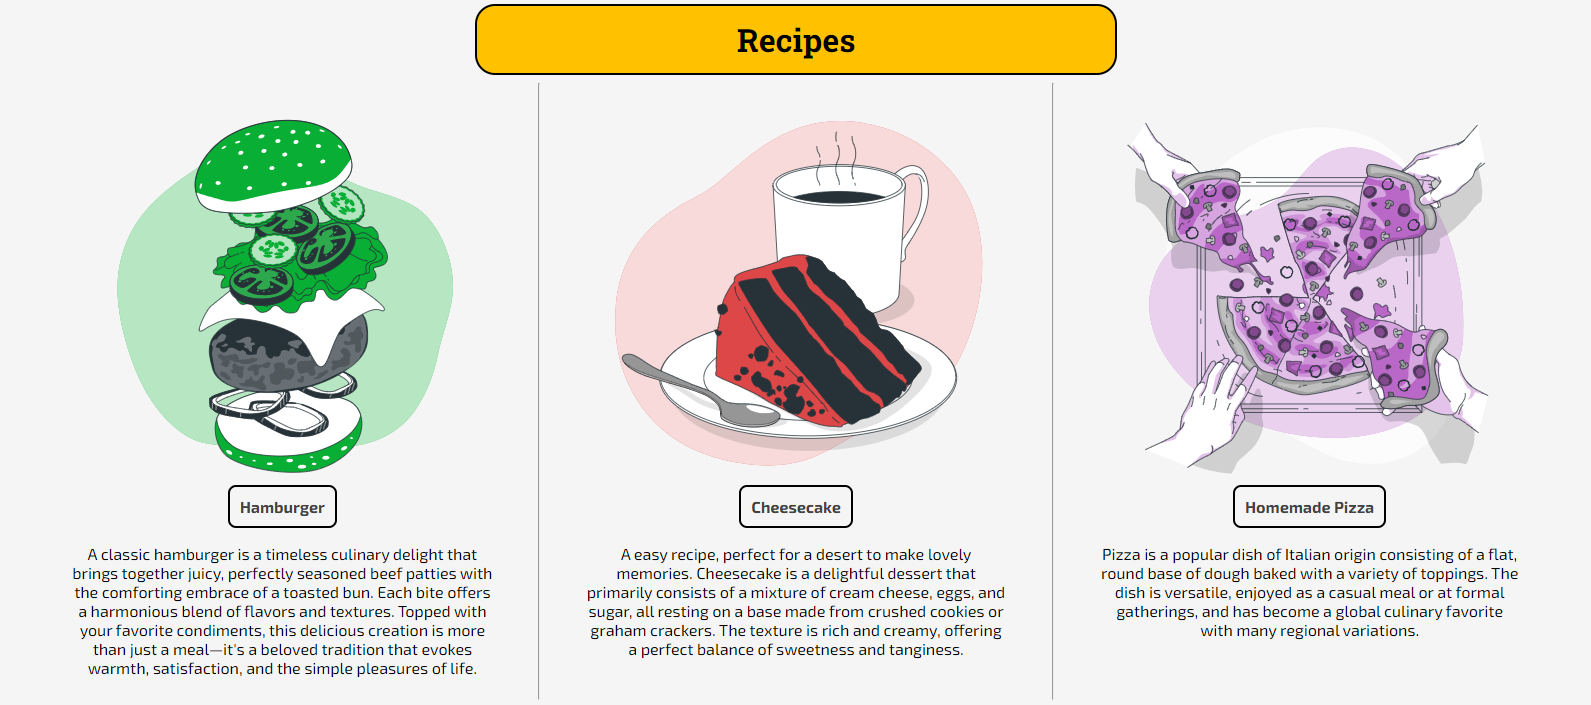 Recipes
Hamburger
A classic hamburger is a timeless culinary delight that
brings together juicy, perfectly seasoned beef patties with
the comforting embrace of a toasted bun. Each bite offers
a harmonious blend of flavors and textures. Topped with
your favorite condiments, this delicious creation is more
than just a meal—it's a beloved tradition that evokes
warmth, satisfaction, and the simple pleasures of life.
Cheesecake
A easy recipe, perfect for a desert to make lovely
memories. Cheesecake is a delightful dessert that
primarily consists of a mixture of cream cheese, eggs, and
sugar, all resting on a base made from crushed cookies or
graham crackers. The texture is rich and creamy, offering
a perfect balance of sweetness and tanginess.
Homemade Pizza
Pizza is a popular dish of Italian origin consisting of a flat,
round base of dough baked with a variety of toppings. The
dish is versatile, enjoyed as a casual meal or at formal
gatherings, and has become a global culinary favorite
with many regional variations.